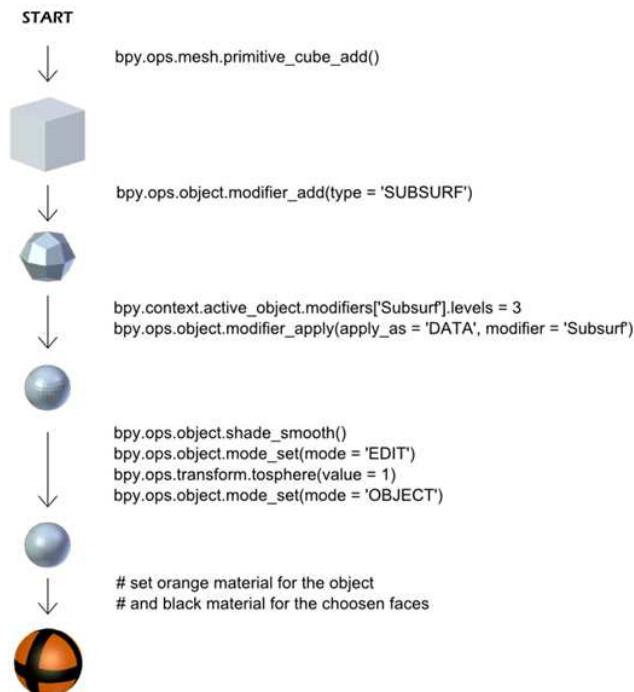 START
bpy.ops.mesh.primitive_cube_add()
bpy.ops.object.modifier_add(type = 'SUBSURF')
bpy.context.active_object.modifiers['Subsurf'].levels = 3
bpy.ops.object.modifier_apply(apply_as = 'DATA', modifier = 'Subsurf')
bpy.ops.object.shade_smooth()
bpy.ops.object.mode_set(mode = 'EDIT')
bpy.ops.transform.tosphere(value = 1)
bpy.ops.object.mode_set(mode = 'OBJECT')
# set orange material for the object
# and black material for the choosen faces